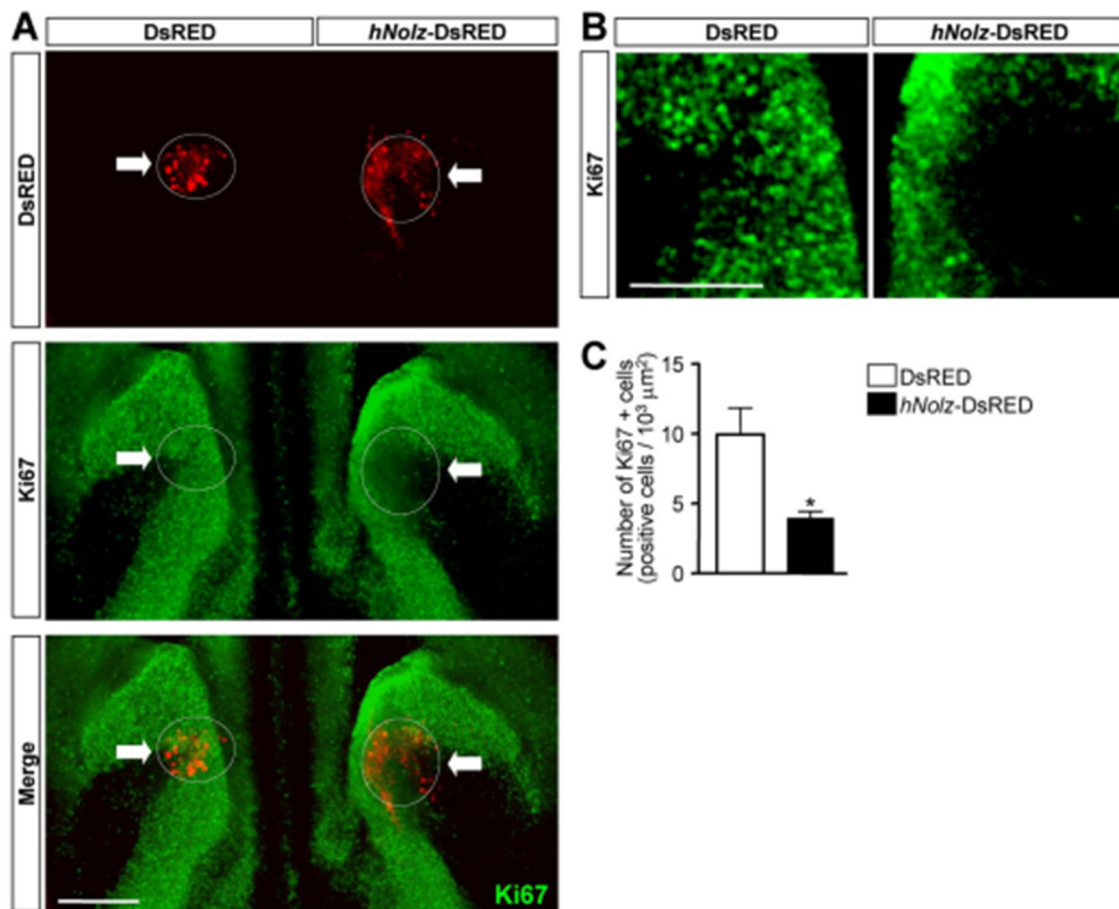 A
DsRED
hNolz-DsRED
DsRED
Ki67
Merge
Ki67
B
DsRED
hNolz-DsRED
Ki67
C
Number of Ki67 + cells
(positive cells / 10³ μm²)
15
10
5
0
*
DsRED
hNolz-DsRED